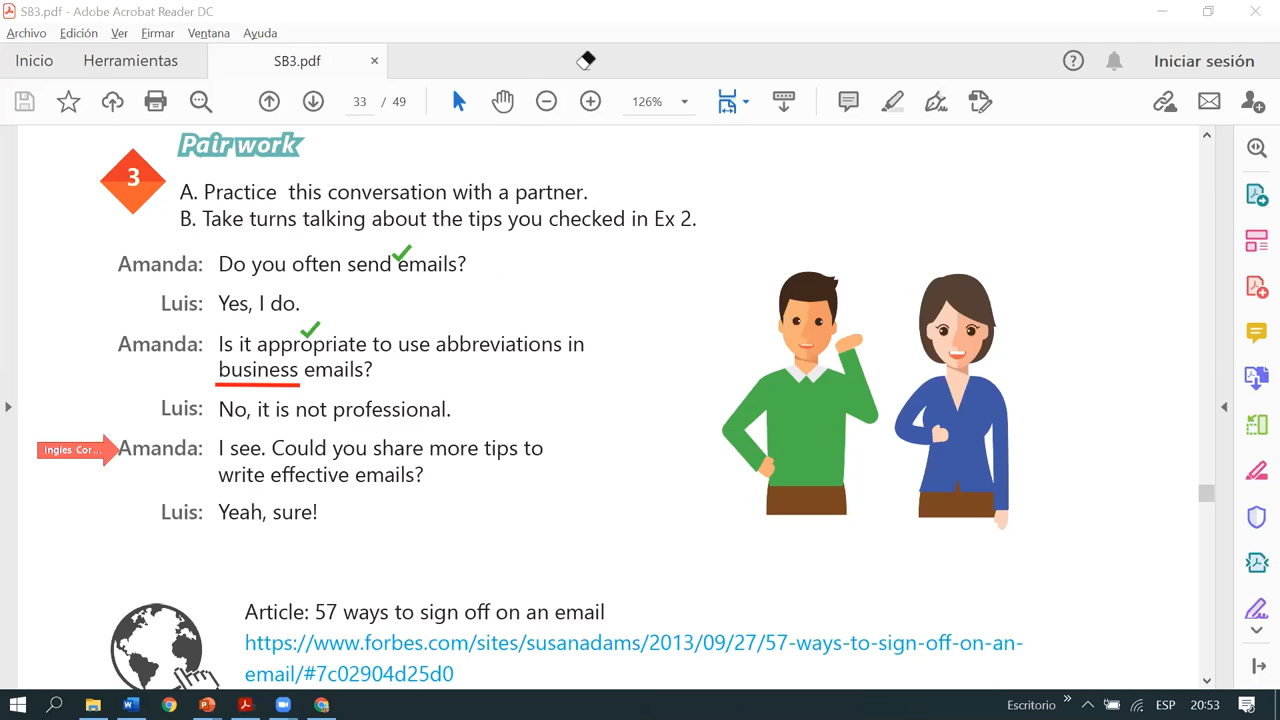 SB3.pdf - Adobe Acrobat Reader DC
Archivo Edición Ver Firmar Ventana Ayuda
Inicio Herramientas SB3.pdf × Iniciar sesión
33 / 49 126%
Pair work
3
A. Practice this conversation with a partner.
B. Take turns talking about the tips you checked in Ex 2.
Amanda: Do you often send emails?
Luis: Yes, I do.
Amanda: Is it appropriate to use abbreviations in
business emails?
Luis: No, it is not professional.
Ingles Cor...
Amanda: I see. Could you share more tips to
write effective emails?
Luis: Yeah, sure!
Article: 57 ways to sign off on an email
https://www.forbes.com/sites/susanadams/2013/09/27/57-ways-to-sign-off-on-an-
email/#7c02904d25d0
Escritorio » ESP 20:53